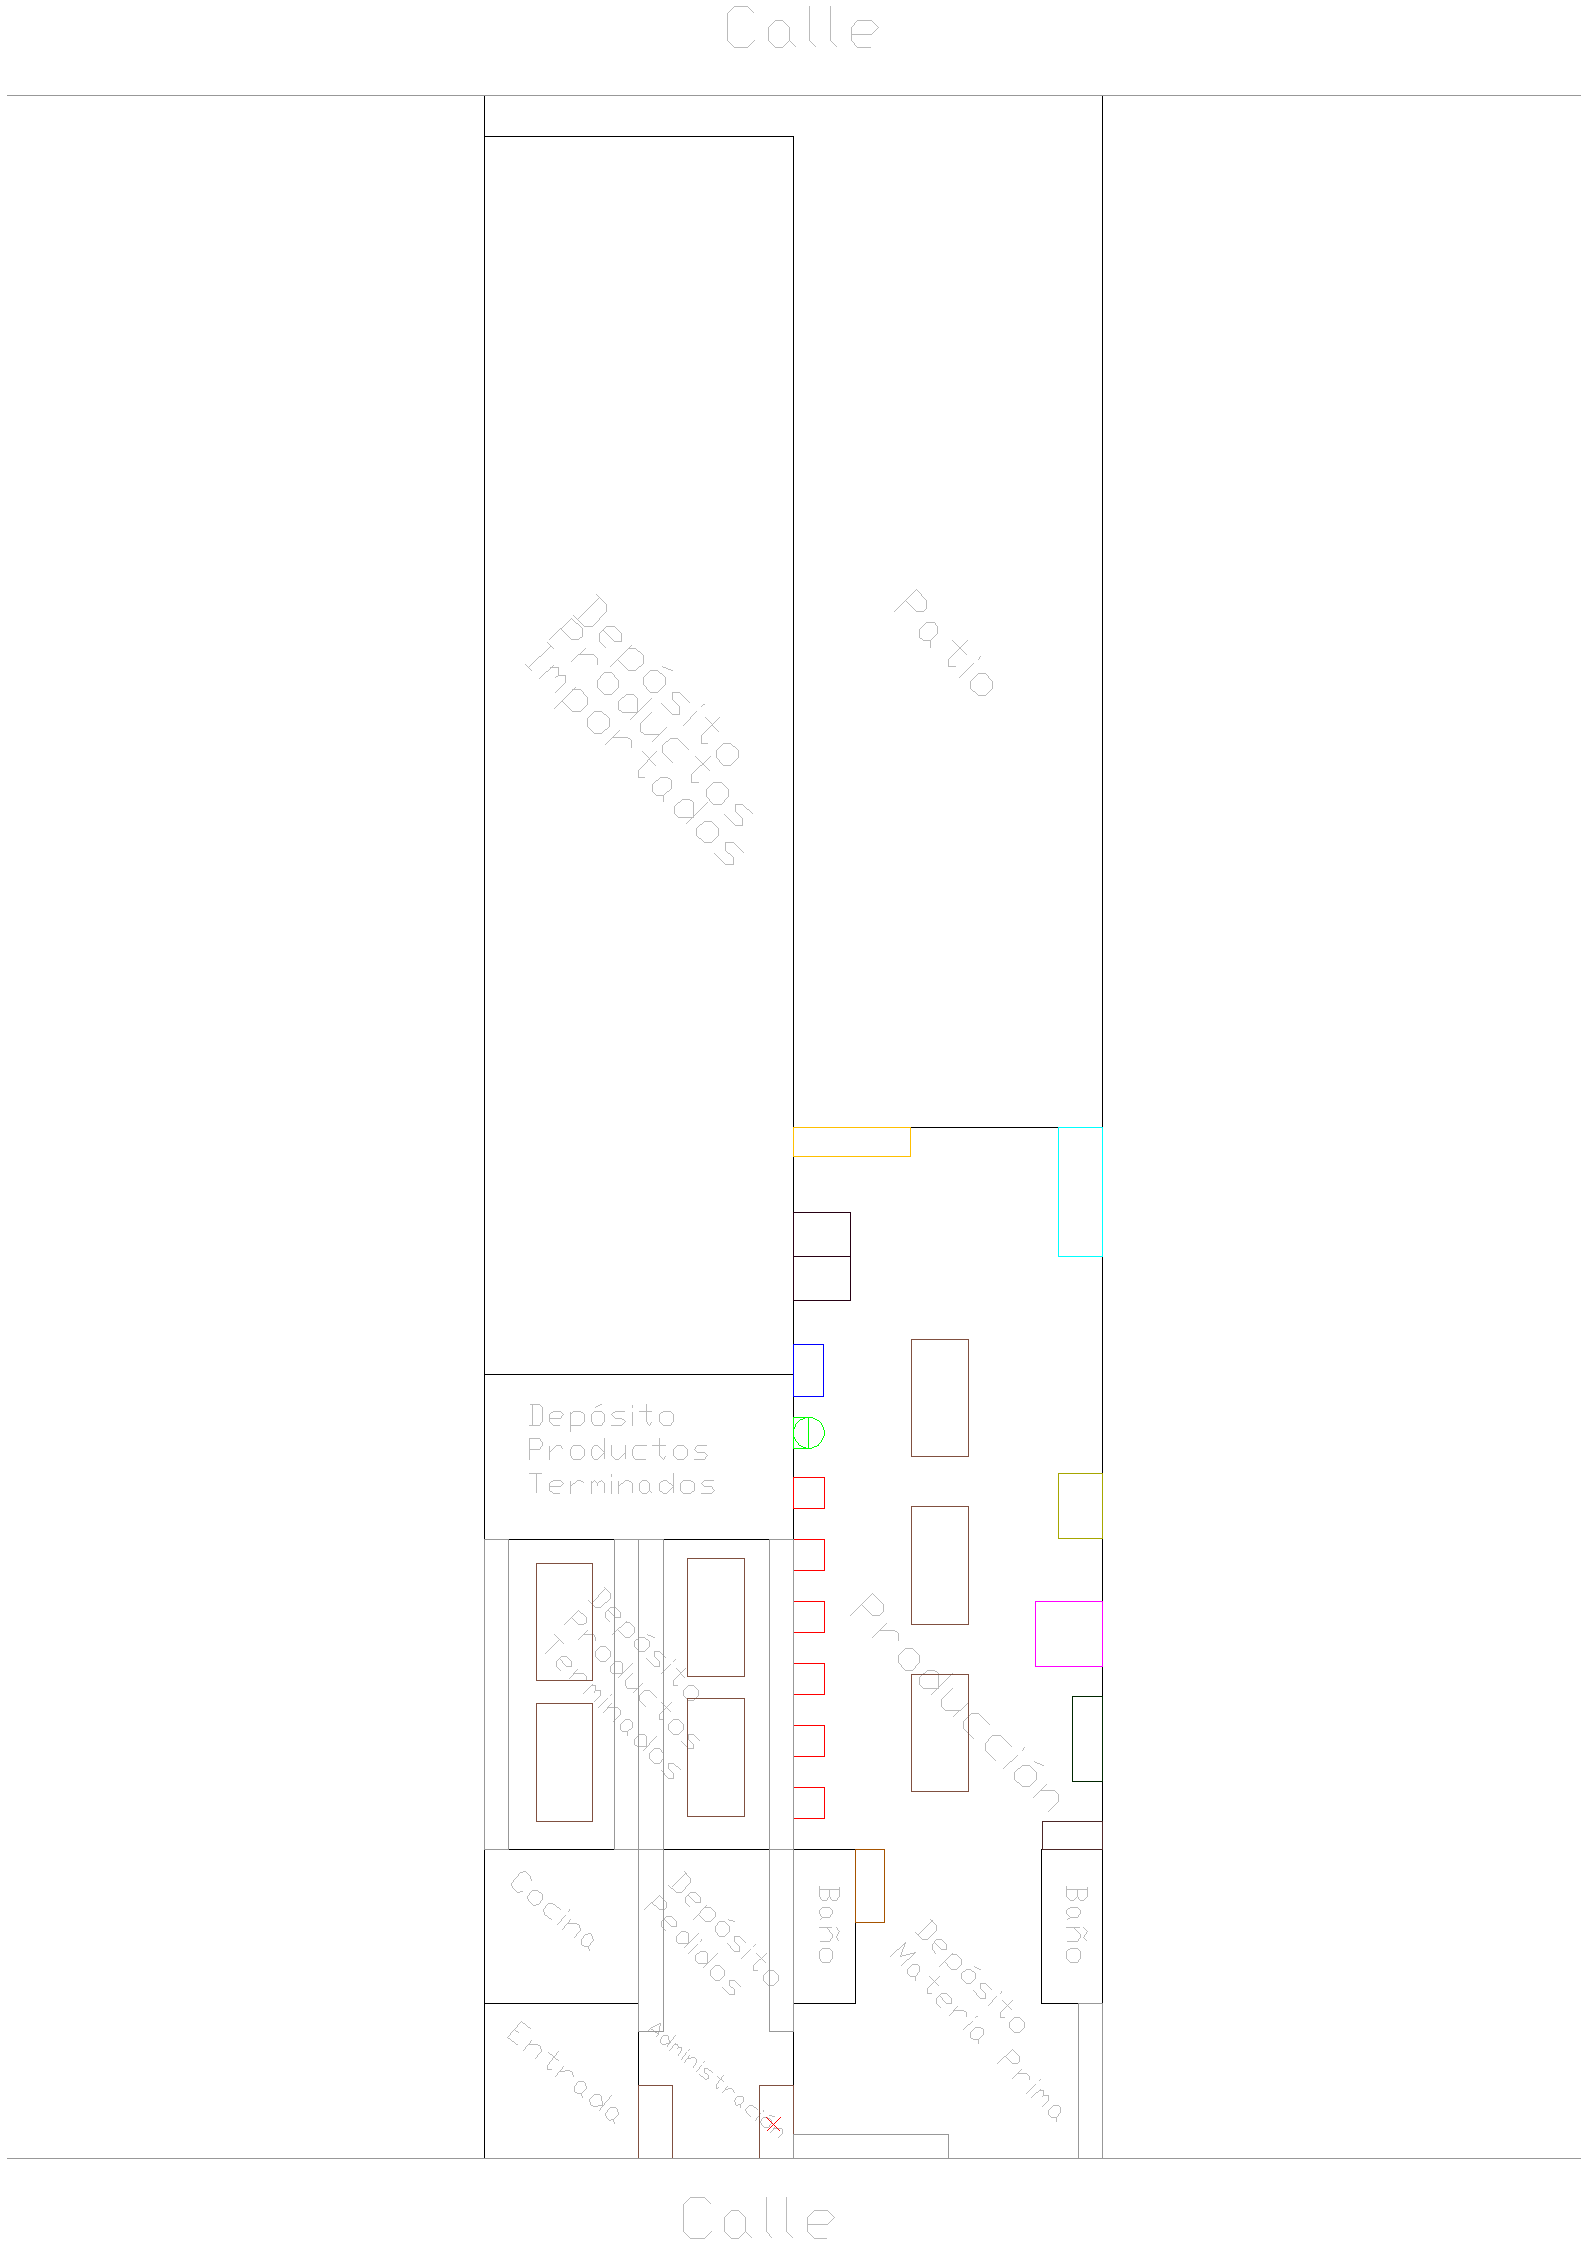 Calle
Depósito
Productos
Importados
Patio
Depósito
Productos
Terminados
Depósito
Productos
Terminados
Producción
Cocina
Depósito
Pedidos
Baño
Depósito
Materia Prima
Baño
Entrada
Administración
Calle